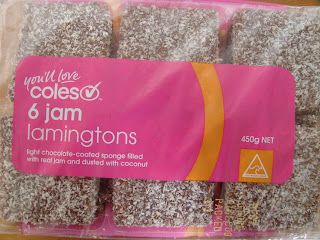 you'll love
coles
6 jam
lamingtons
light chocolate-coated sponge filled
with real jam and dusted with coconut
450g NET